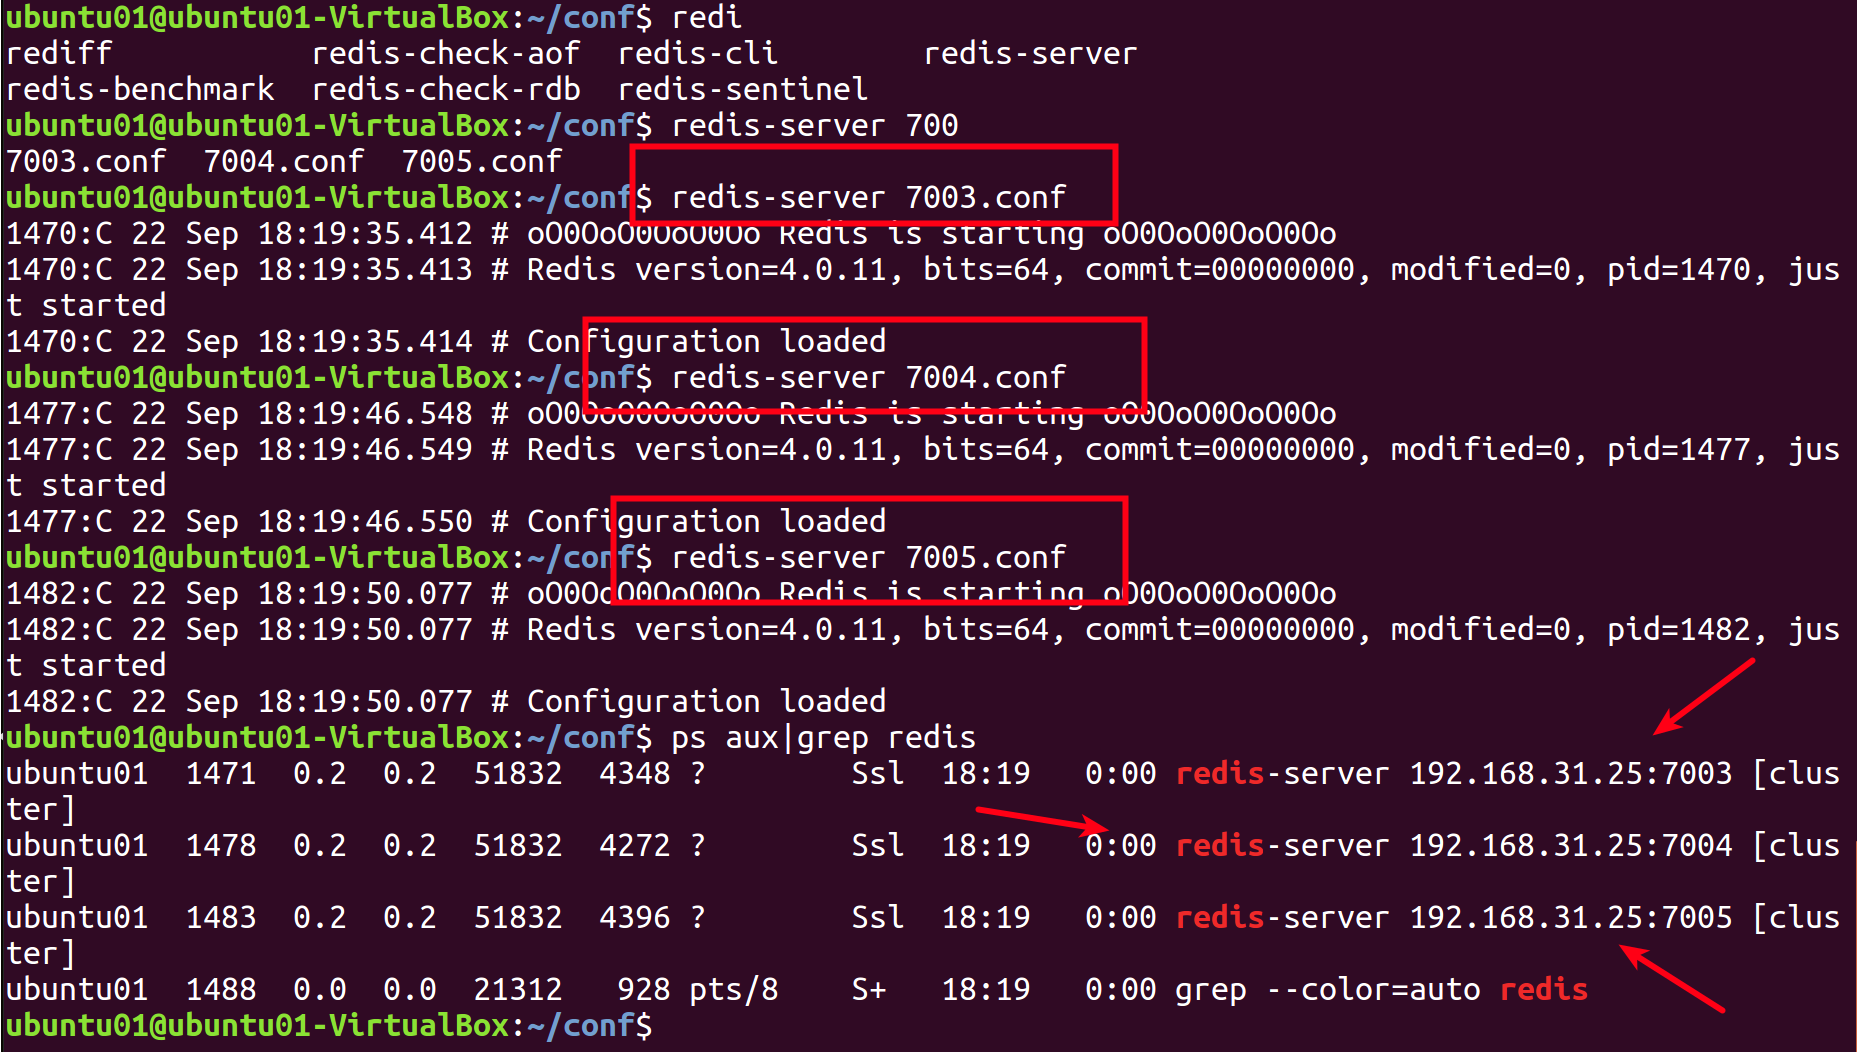 ubuntu01@ubuntu01-VirtualBox:~/conf$ redi
rediff           redis-check-aof  redis-cli        redis-server
redis-benchmark  redis-check-rdb  redis-sentinel
ubuntu01@ubuntu01-VirtualBox:~/conf$ redis-server 700
7003.conf  7004.conf  7005.conf
ubuntu01@ubuntu01-VirtualBox:~/conf$ redis-server 7003.conf
1470:C 22 Sep 18:19:35.412 # oO0OoO0OoO0Oo Redis is starting oO0OoO0OoO0Oo
1470:C 22 Sep 18:19:35.413 # Redis version=4.0.11, bits=64, commit=00000000, modified=0, pid=1470, jus
t started
1470:C 22 Sep 18:19:35.414 # Configuration loaded
ubuntu01@ubuntu01-VirtualBox:~/conf$ redis-server 7004.conf
1477:C 22 Sep 18:19:46.548 # oO0OoO0OoO0Oo Redis is starting oO0OoO0OoO0Oo
1477:C 22 Sep 18:19:46.549 # Redis version=4.0.11, bits=64, commit=00000000, modified=0, pid=1477, jus
t started
1477:C 22 Sep 18:19:46.550 # Configuration loaded
ubuntu01@ubuntu01-VirtualBox:~/conf$ redis-server 7005.conf
1482:C 22 Sep 18:19:50.077 # oO0OoO0OoO0Oo Redis is starting oO0OoO0OoO0Oo
1482:C 22 Sep 18:19:50.077 # Redis version=4.0.11, bits=64, commit=00000000, modified=0, pid=1482, jus
t started
1482:C 22 Sep 18:19:50.077 # Configuration loaded
ubuntu01@ubuntu01-VirtualBox:~/conf$ ps aux|grep redis
ubuntu01  1471  0.2  0.2  51832  4348 ?        Ssl  18:19   0:00 redis-server 192.168.31.25:7003 [clus
ter]
ubuntu01  1478  0.2  0.2  51832  4272 ?        Ssl  18:19   0:00 redis-server 192.168.31.25:7004 [clus
ter]
ubuntu01  1483  0.2  0.2  51832  4396 ?        Ssl  18:19   0:00 redis-server 192.168.31.25:7005 [clus
ter]
ubuntu01  1488  0.0  0.0  21312   928 pts/8    S+   18:19   0:00 grep --color=auto redis
ubuntu01@ubuntu01-VirtualBox:~/conf$